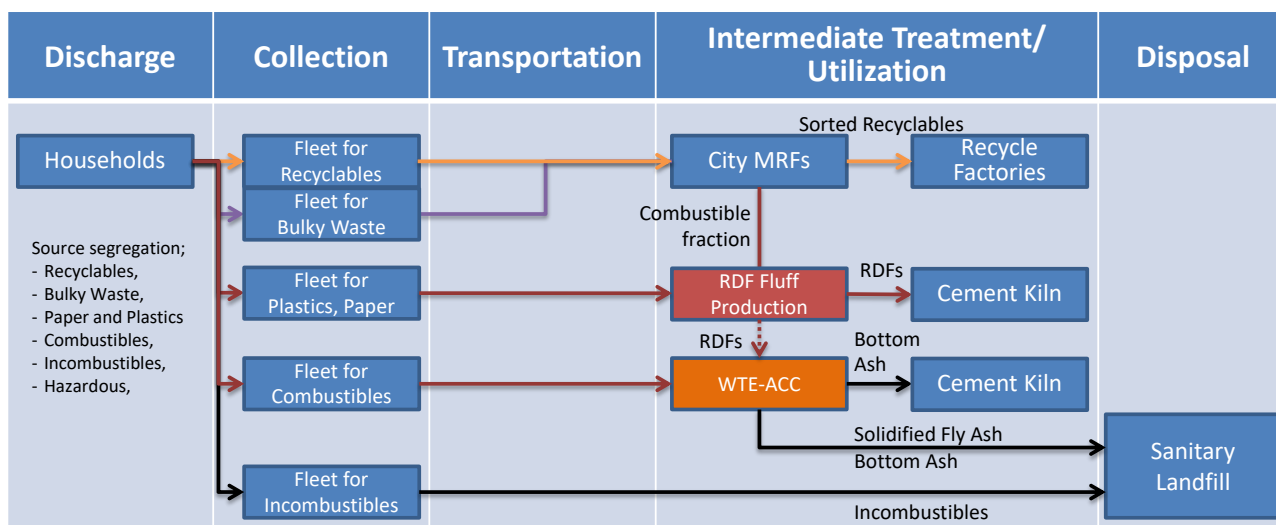 Discharge
Collection
Transportation
Intermediate Treatment/
Utilization
Disposal
Households
Source segregation;
- Recyclables,
- Bulky Waste,
- Paper and Plastics
- Combustibles,
- Incombustibles,
- Hazardous,
Fleet for
Recyclables
Fleet for
Bulky Waste
Fleet for
Plastics, Paper
Fleet for
Combustibles
Fleet for
Incombustibles
Sorted Recyclables
City MRFs
Recycle
Factories
Combustible
fraction
RDF Fluff
Production
RDFs
Cement Kiln
RDFs
Bottom
Ash
WTE-ACC
Cement Kiln
Solidified Fly Ash
Bottom Ash
Incombustibles
Sanitary
Landfill